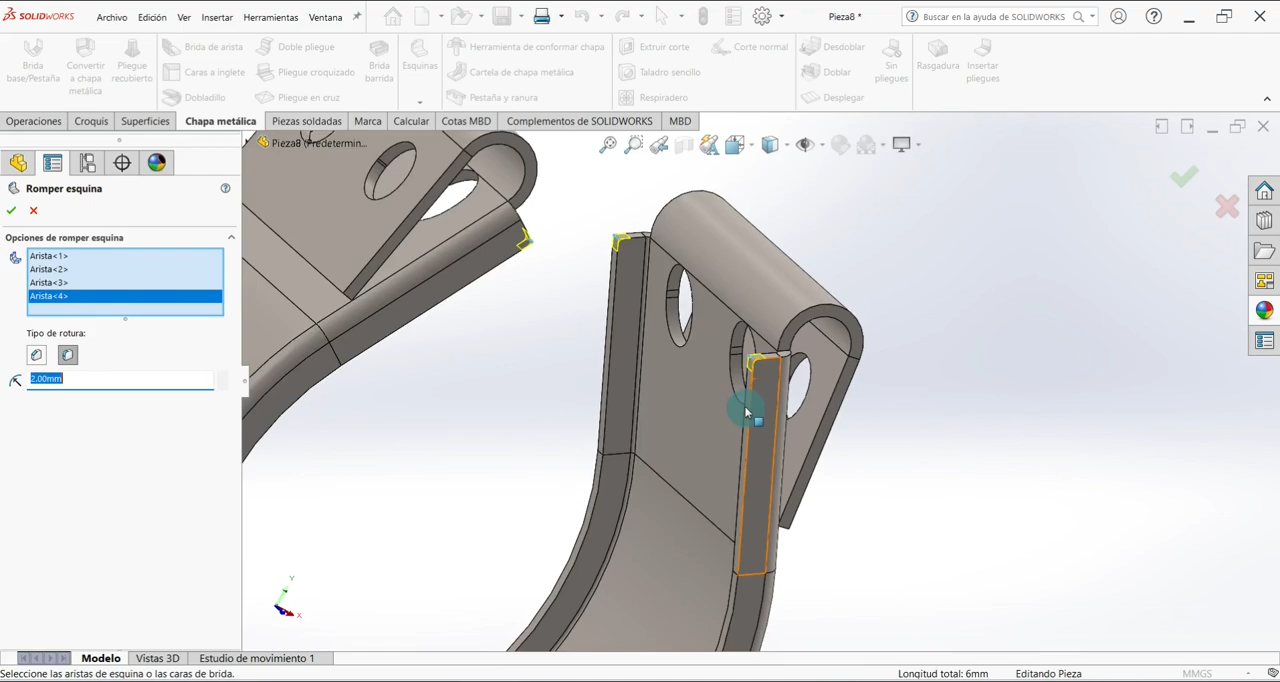 SOLIDWORKS Archivo Edición Ver Insertar Herramientas Ventana Pieza8 * Buscar en la ayuda de SOLIDWORKS
Brida base/Pestaña
Convertir a chapa metálica
Pliegue recubierto
Brida de arista
Caras a inglete
Dobladillo
Doble pliegue
Pliegue croquizado
Pliegue en cruz
Brida barrida
Esquinas
Herramienta de conformar chapa
Cartela de chapa metálica
Pestaña y ranura
Extruir corte
Taladro sencillo
Respiradero
Corte normal
Desdoblar
Doblar
Desplegar
Sin pliegues
Rasgadura
Insertar pliegues
Operaciones Croquis Superficies Chapa metálica Piezas soldadas Marca Calcular Cotas MBD Complementos de SOLIDWORKS MBD
Pieza8 (Predetermin...
Romper esquina
Opciones de romper esquina
Arista<1>
Arista<2>
Arista<3>
Arista<4>
Tipo de rotura:
2.00mm
Y
X
Modelo Vistas 3D Estudio de movimiento 1
Seleccione las aristas de esquina o las caras de brida. Longitud total: 6mm Editando Pieza MMGS